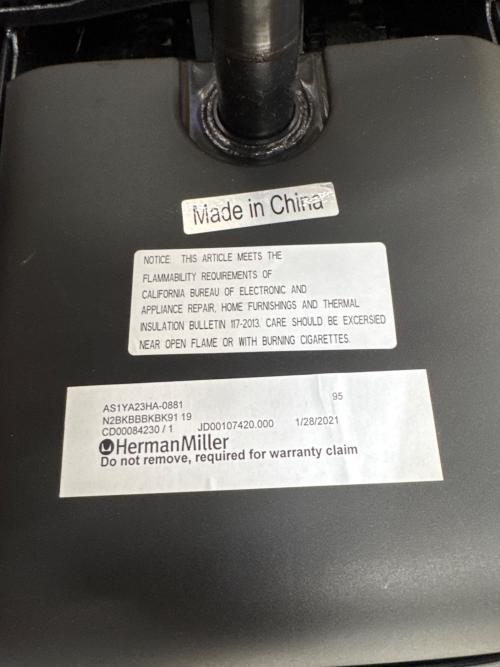 Made in China
NOTICE: THIS ARTICLE MEETS THE
FLAMMABILITY REQUIREMENTS OF
CALIFORNIA BUREAU OF ELECTRONIC AND
APPLIANCE REPAIR, HOME FURNISHINGS AND THERMAL
INSULATION BULLETIN 117-2013. CARE SHOULD BE EXCERSIED
NEAR OPEN FLAME OR WITH BURNING CIGARETTES.
AS1YA23HA-0881 95
N2BKBBBKBK91 19
CD00084230 / 1 JD00107420.000 1/28/2021
HermanMiller
Do not remove, required for warranty claim